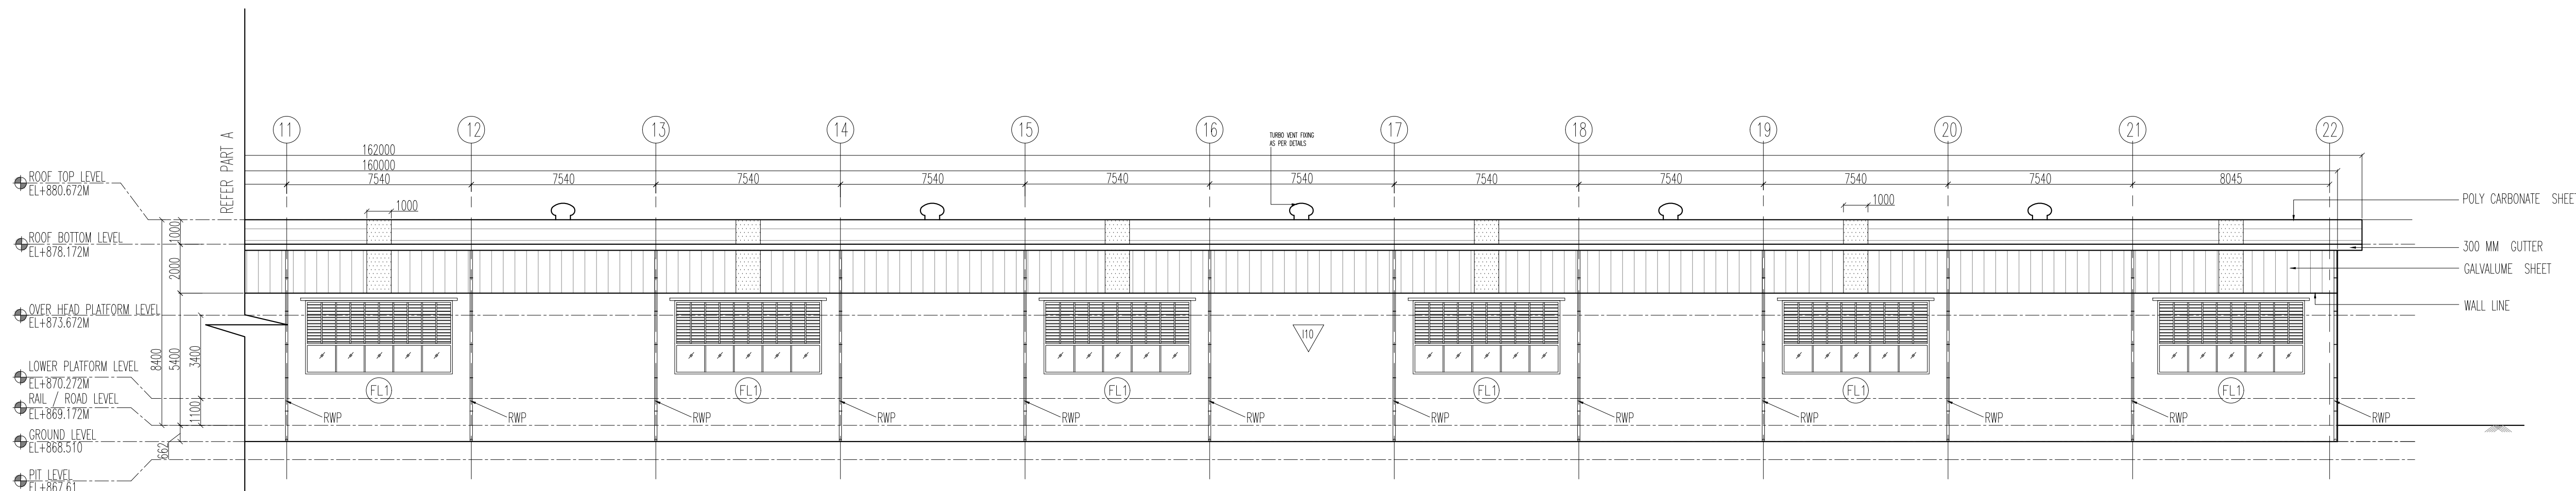 11 12 13 14 15 16 17 18 19 20 21 22
REFER PART A
TURBO VENT FIXING
AS PER DETAILS
162000
160000
7540 7540 7540 7540 7540 7540 7540 7540 7540 7540 8045
ROOF TOP LEVEL
EL+880.672M
1000 1000
POLY CARBONATE SHEET
1000
ROOF BOTTOM LEVEL
EL+878.172M
300 MM GUTTER
2000
GALVALUME SHEET
OVER HEAD PLATFORM LEVEL
EL+873.672M
WALL LINE
110
8400
5400
3400
LOWER PLATFORM LEVEL
EL+870.272M
FL1 FL1 FL1 FL1 FL1 FL1
RAIL / ROAD LEVEL
EL+869.172M
1100
RWP RWP RWP RWP RWP RWP RWP RWP RWP RWP RWP RWP
GROUND LEVEL
EL+868.510
662
PIT LEVEL
EL+867.61